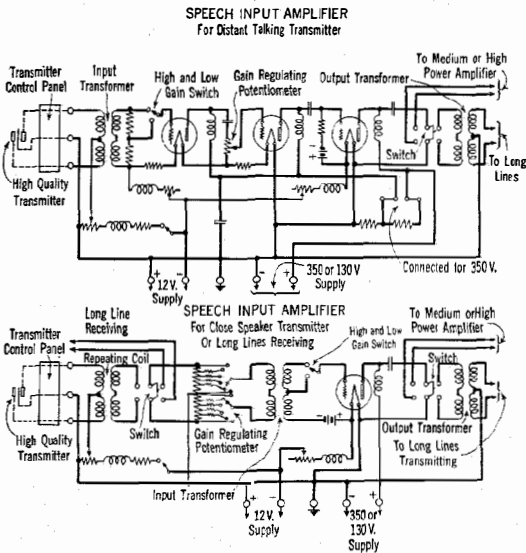 SPEECH INPUT AMPLIFIER
For Distant Talking Transmitter
Transmitter
Control Panel
Input
Transformer
High and Low
Gain Switch
Gain Regulating
Potentiometer
Output Transformer
To Medium or High
Power Amplifier
High Quality
Transmitter
Switch
To Long
Lines
+ -
12 V.
Supply
- +
350 or 130 V
Supply
Connected for 350 V.
SPEECH INPUT AMPLIFIER
For Close Speaker Transmitter
Or Long Lines Receiving
Long Line
Receiving
Transmitter
Control Panel
Repeating Coil
High and Low
Gain Switch
To Medium or High
Power Amplifier
Switch
High Quality
Transmitter
Switch
Gain Regulating
Potentiometer
Output Transformer
To Long Lines
Transmitting
Input Transformer
+ -
12 V.
Supply
- +
350 or
130 V.
Supply